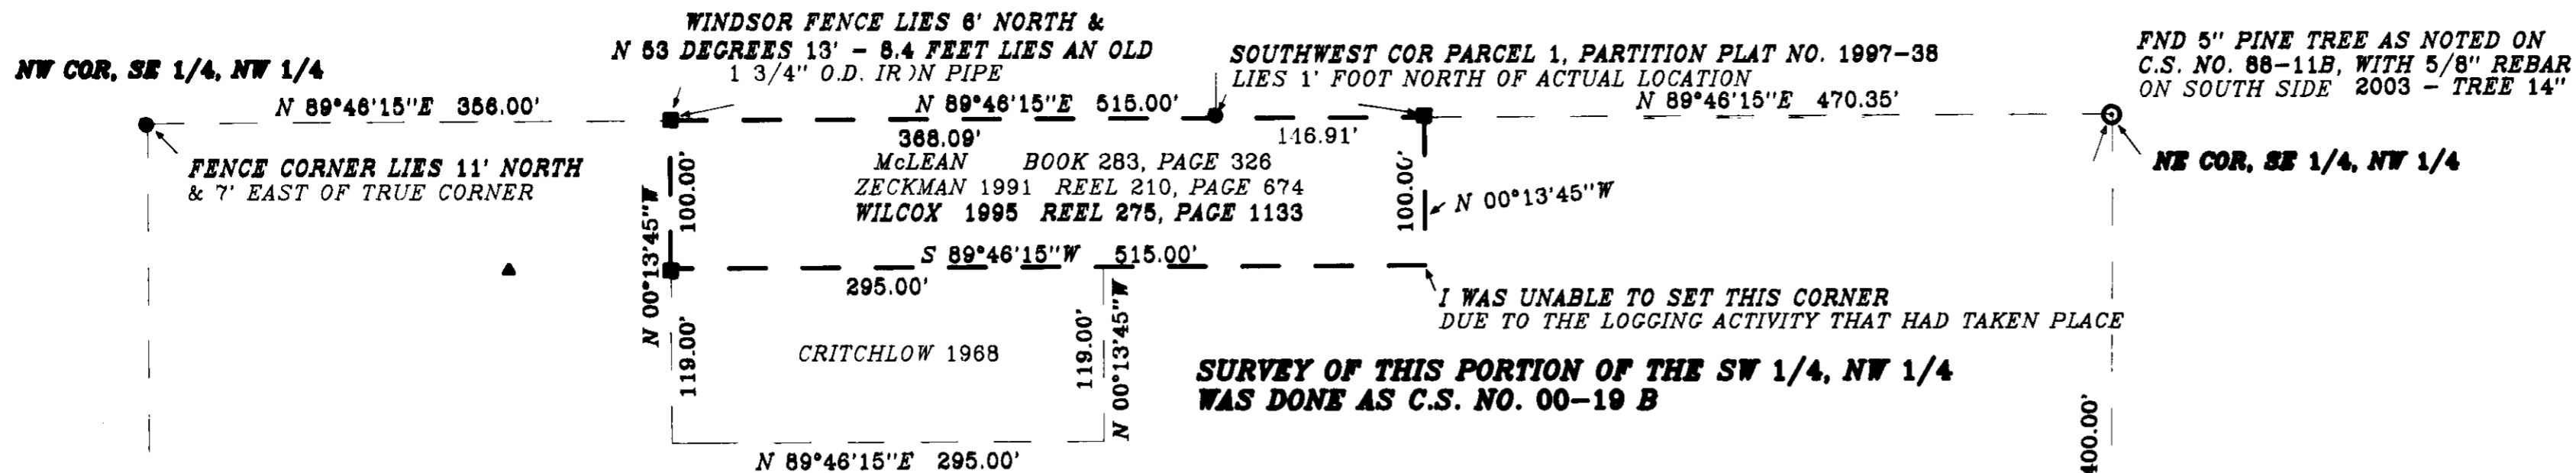 WINDSOR FENCE LIES 6' NORTH &
N 53 DEGREES 13' - 8.4 FEET LIES AN OLD
1 3/4" O.D. IRON PIPE
NW COR, SE 1/4, NW 1/4
SOUTHWEST COR PARCEL 1, PARTITION PLAT NO. 1997-38
LIES 1' FOOT NORTH OF ACTUAL LOCATION
FND 5" PINE TREE AS NOTED ON
C.S. NO. 88-11B, WITH 5/8" REBAR
ON SOUTH SIDE 2003 - TREE 14"
N 89°46'15"E 356.00'
N 89°46'15"E 515.00'
N 89°46'15"E 470.35'
368.09'
146.91'
FENCE CORNER LIES 11' NORTH
& 7' EAST OF TRUE CORNER
NE COR, SE 1/4, NW 1/4
McLEAN BOOK 283, PAGE 326
ZECKMAN 1991 REEL 210, PAGE 674
WILCOX 1995 REEL 275, PAGE 1133
N 00°13'45"W
100.00'
100.00'
N 00°13'45"W
S 89°46'15"W 515.00'
295.00'
I WAS UNABLE TO SET THIS CORNER
DUE TO THE LOGGING ACTIVITY THAT HAD TAKEN PLACE
119.00'
CRITCHLOW 1968
119.00'
N 00°13'45"W
SURVEY OF THIS PORTION OF THE SW 1/4, NW 1/4
WAS DONE AS C.S. NO. 00-19 B
N 89°46'15"E 295.00'
400.00'